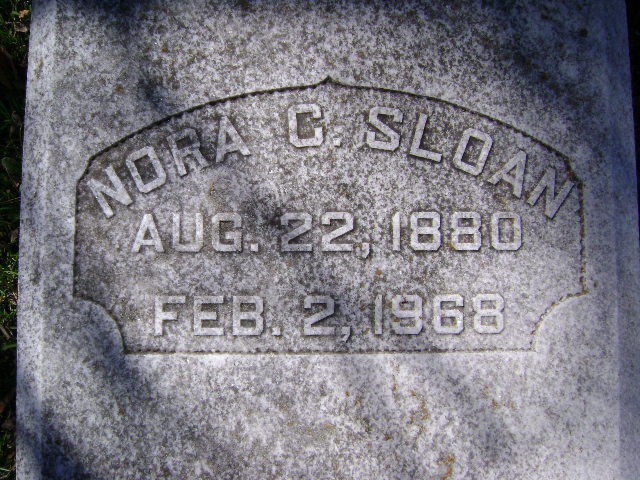 NORA C. SLOAN
AUG. 22, 1880
FEB. 2, 1968